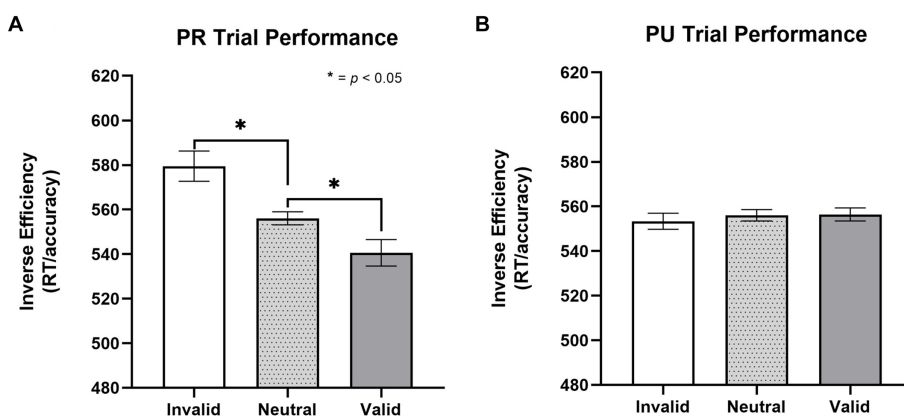 A
PR Trial Performance
* = p < 0.05
Inverse Efficiency
(RT/accuracy)
620
600
580
560
540
520
500
480
*
*
Invalid Neutral Valid
B
PU Trial Performance
Inverse Efficiency
(RT/accuracy)
620
600
580
560
540
520
500
480
Invalid Neutral Valid